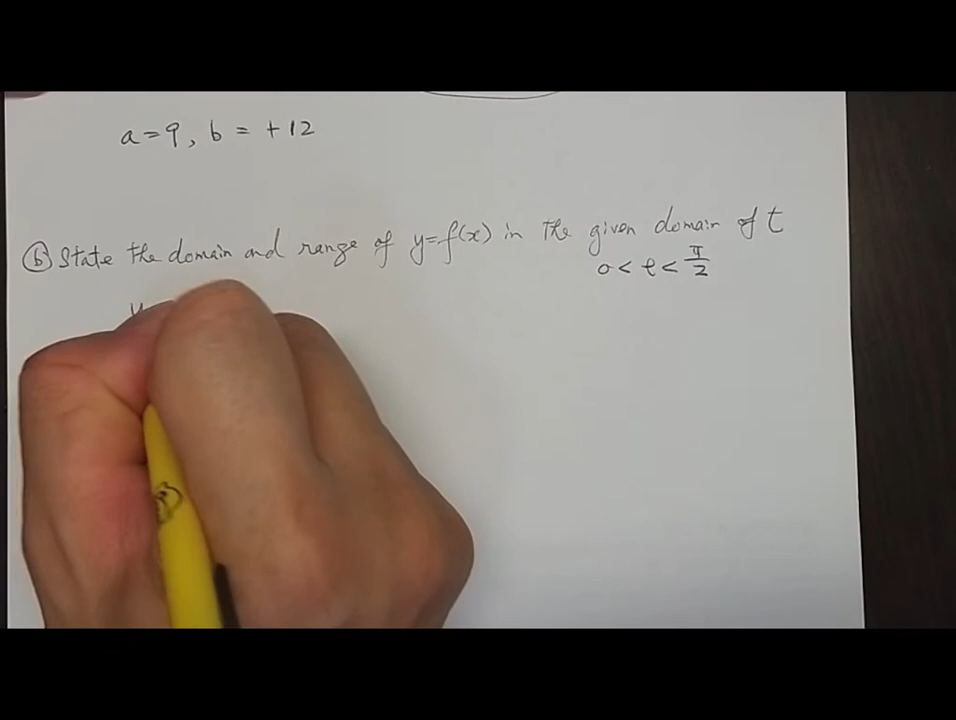 a=9, b = +12
ⓑ State the domain and range of y=f(x) in the given domain of t
0 < t < π/2
y